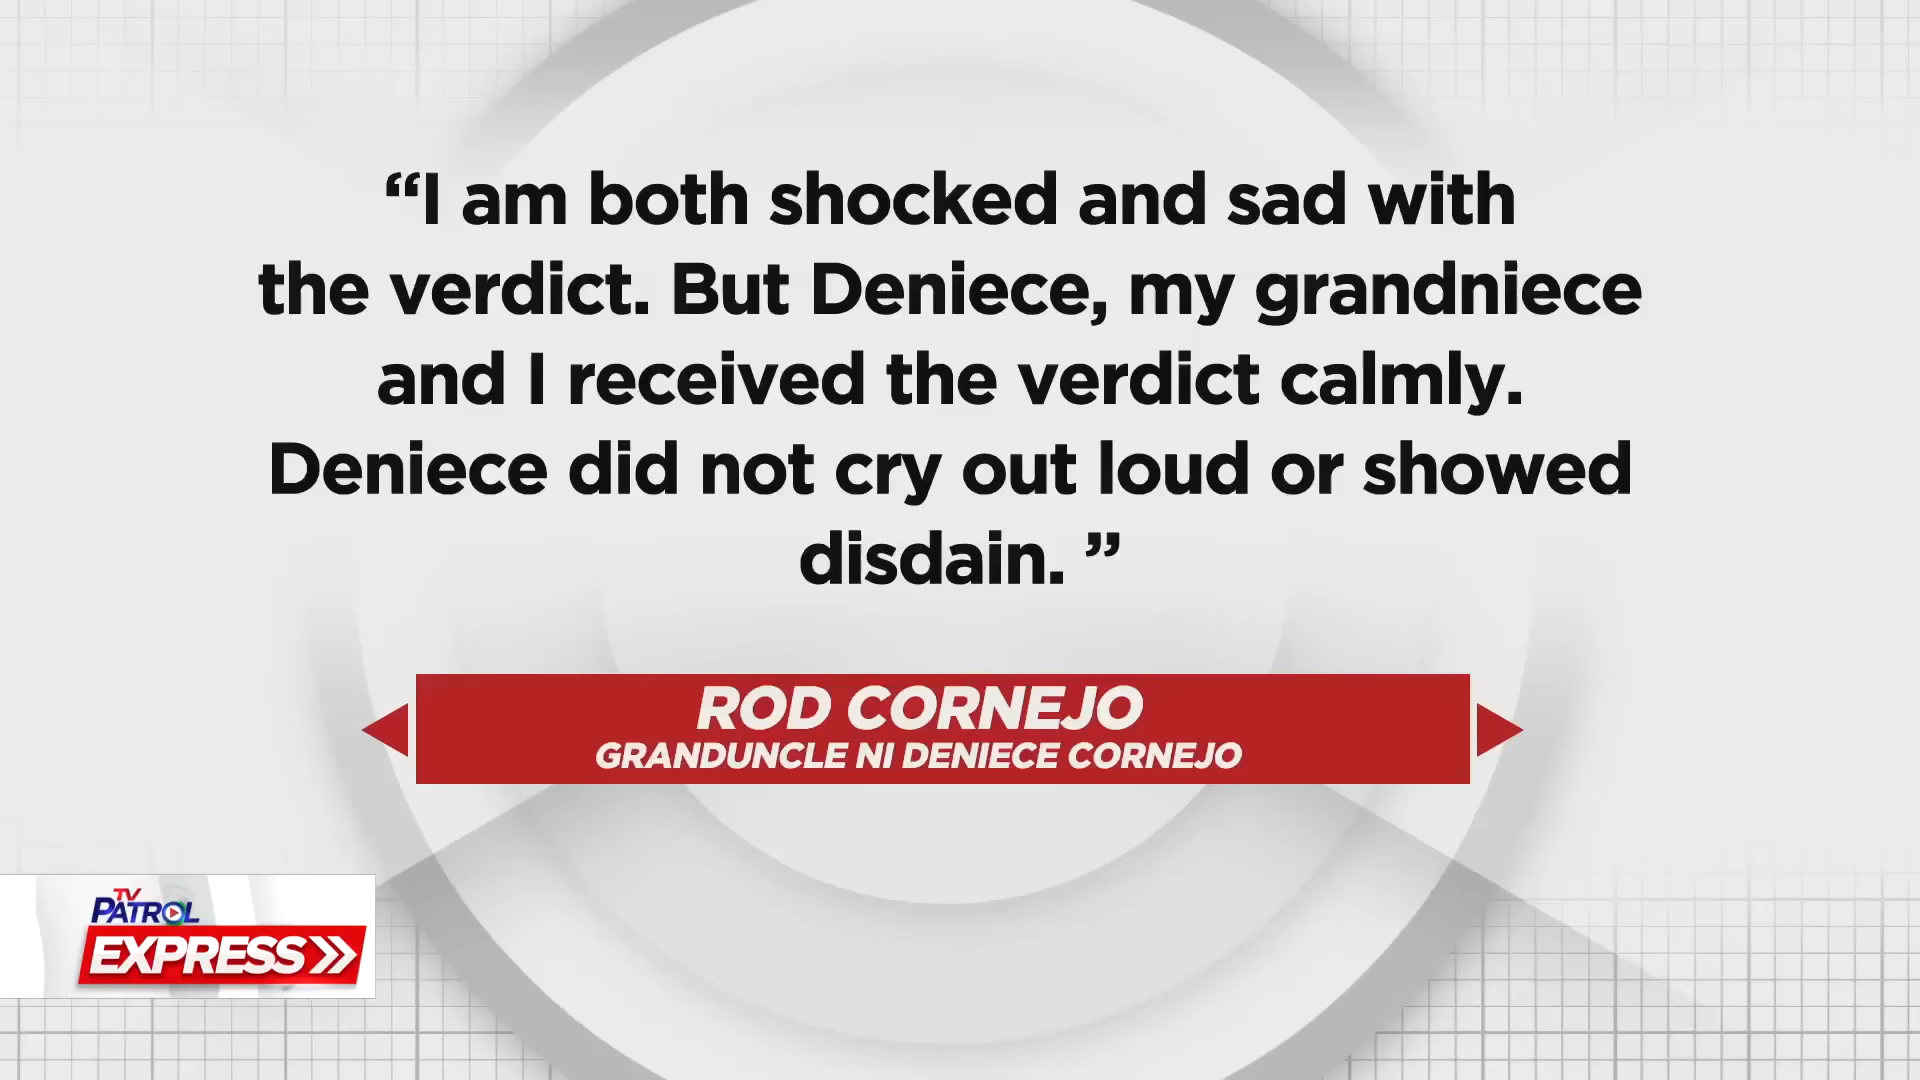 “I am both shocked and sad with
the verdict. But Deniece, my grandniece
and I received the verdict calmly.
Deniece did not cry out loud or showed
disdain. ”
ROD CORNEJO
GRANDUNCLE NI DENIECE CORNEJO
TV
PATROL
EXPRESS